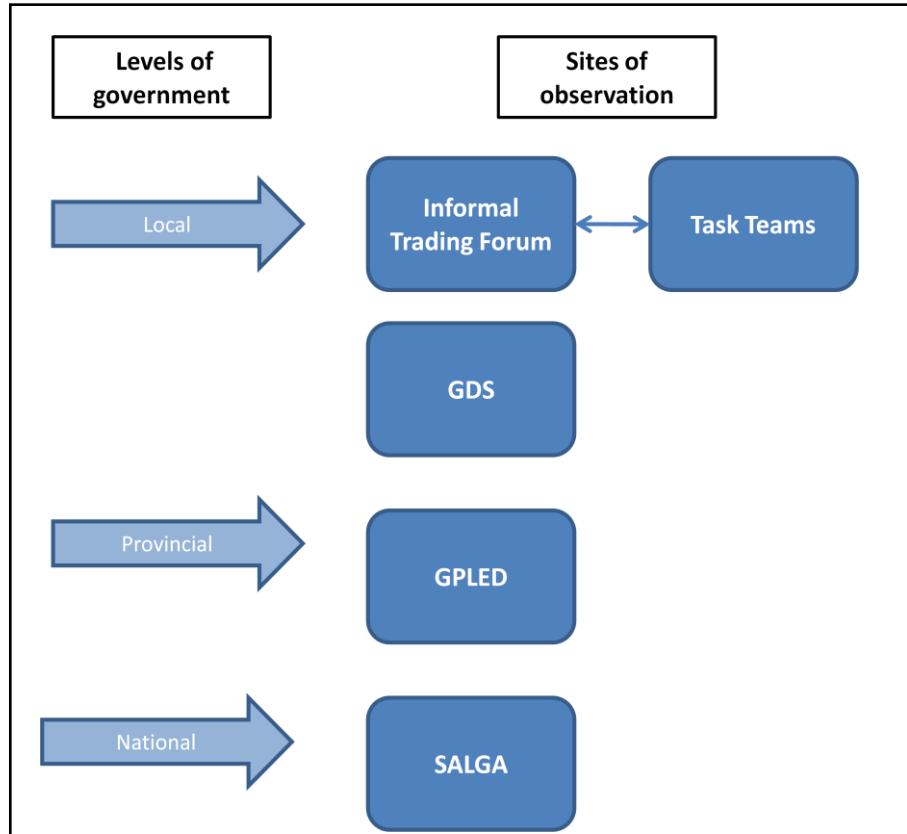 Levels of
government
Sites of
observation
Local
Informal
Trading Forum
Task Teams
GDS
Provincial
GPLED
National
SALGA